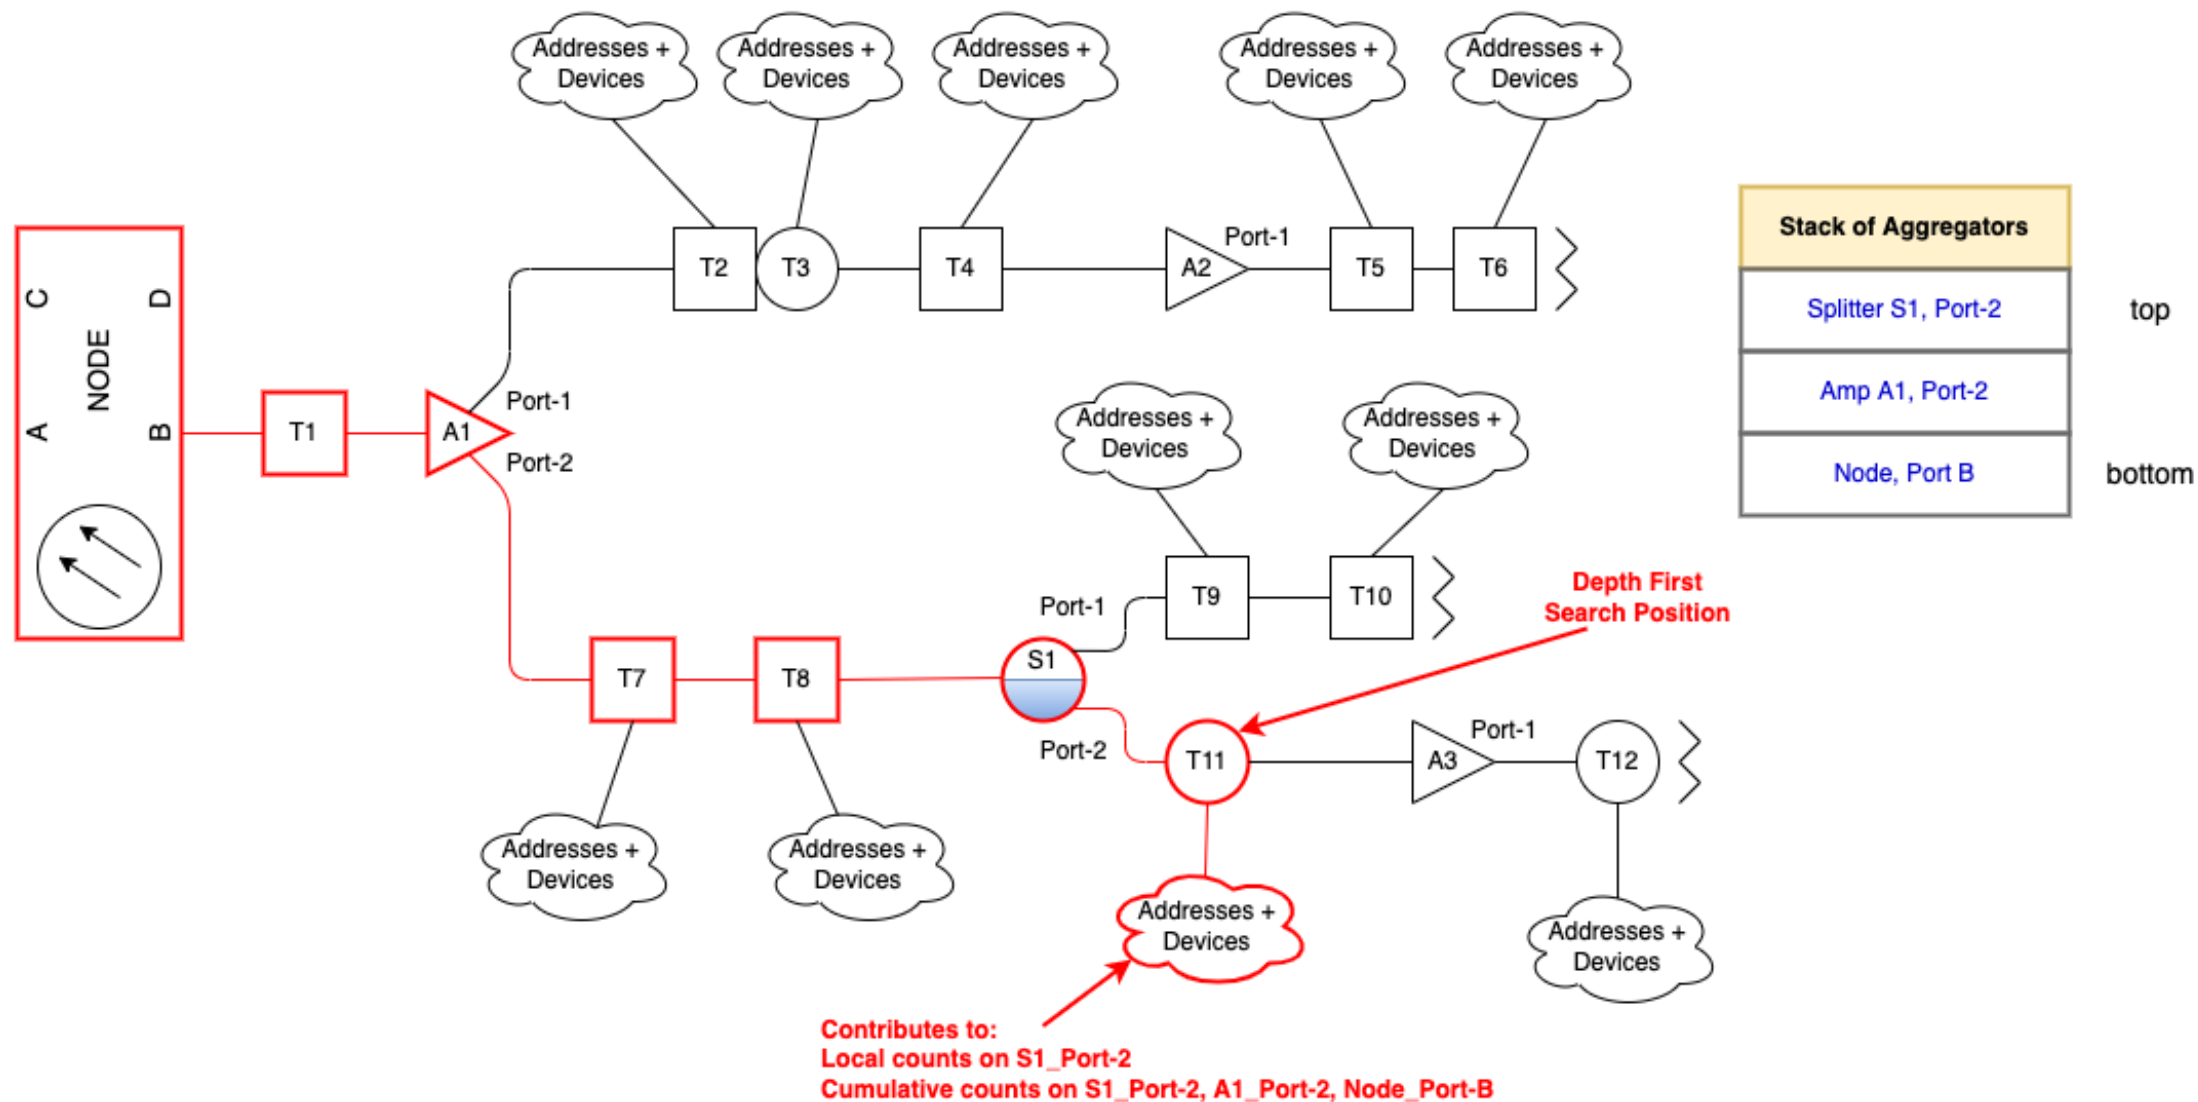 Addresses +
Devices
Addresses +
Devices
Addresses +
Devices
Addresses +
Devices
Addresses +
Devices
Stack of Aggregators
Splitter S1, Port-2
top
Amp A1, Port-2
Node, Port B
bottom
C
D
NODE
A
B
T1
A1
Port-1
Port-2
T2
T3
T4
A2
Port-1
T5
T6
Addresses +
Devices
Addresses +
Devices
Port-1
T9
T10
Depth First
Search Position
T7
T8
S1
Port-2
T11
A3
Port-1
T12
Addresses +
Devices
Addresses +
Devices
Addresses +
Devices
Addresses +
Devices
Contributes to:
Local counts on S1_Port-2
Cumulative counts on S1_Port-2, A1_Port-2, Node_Port-B